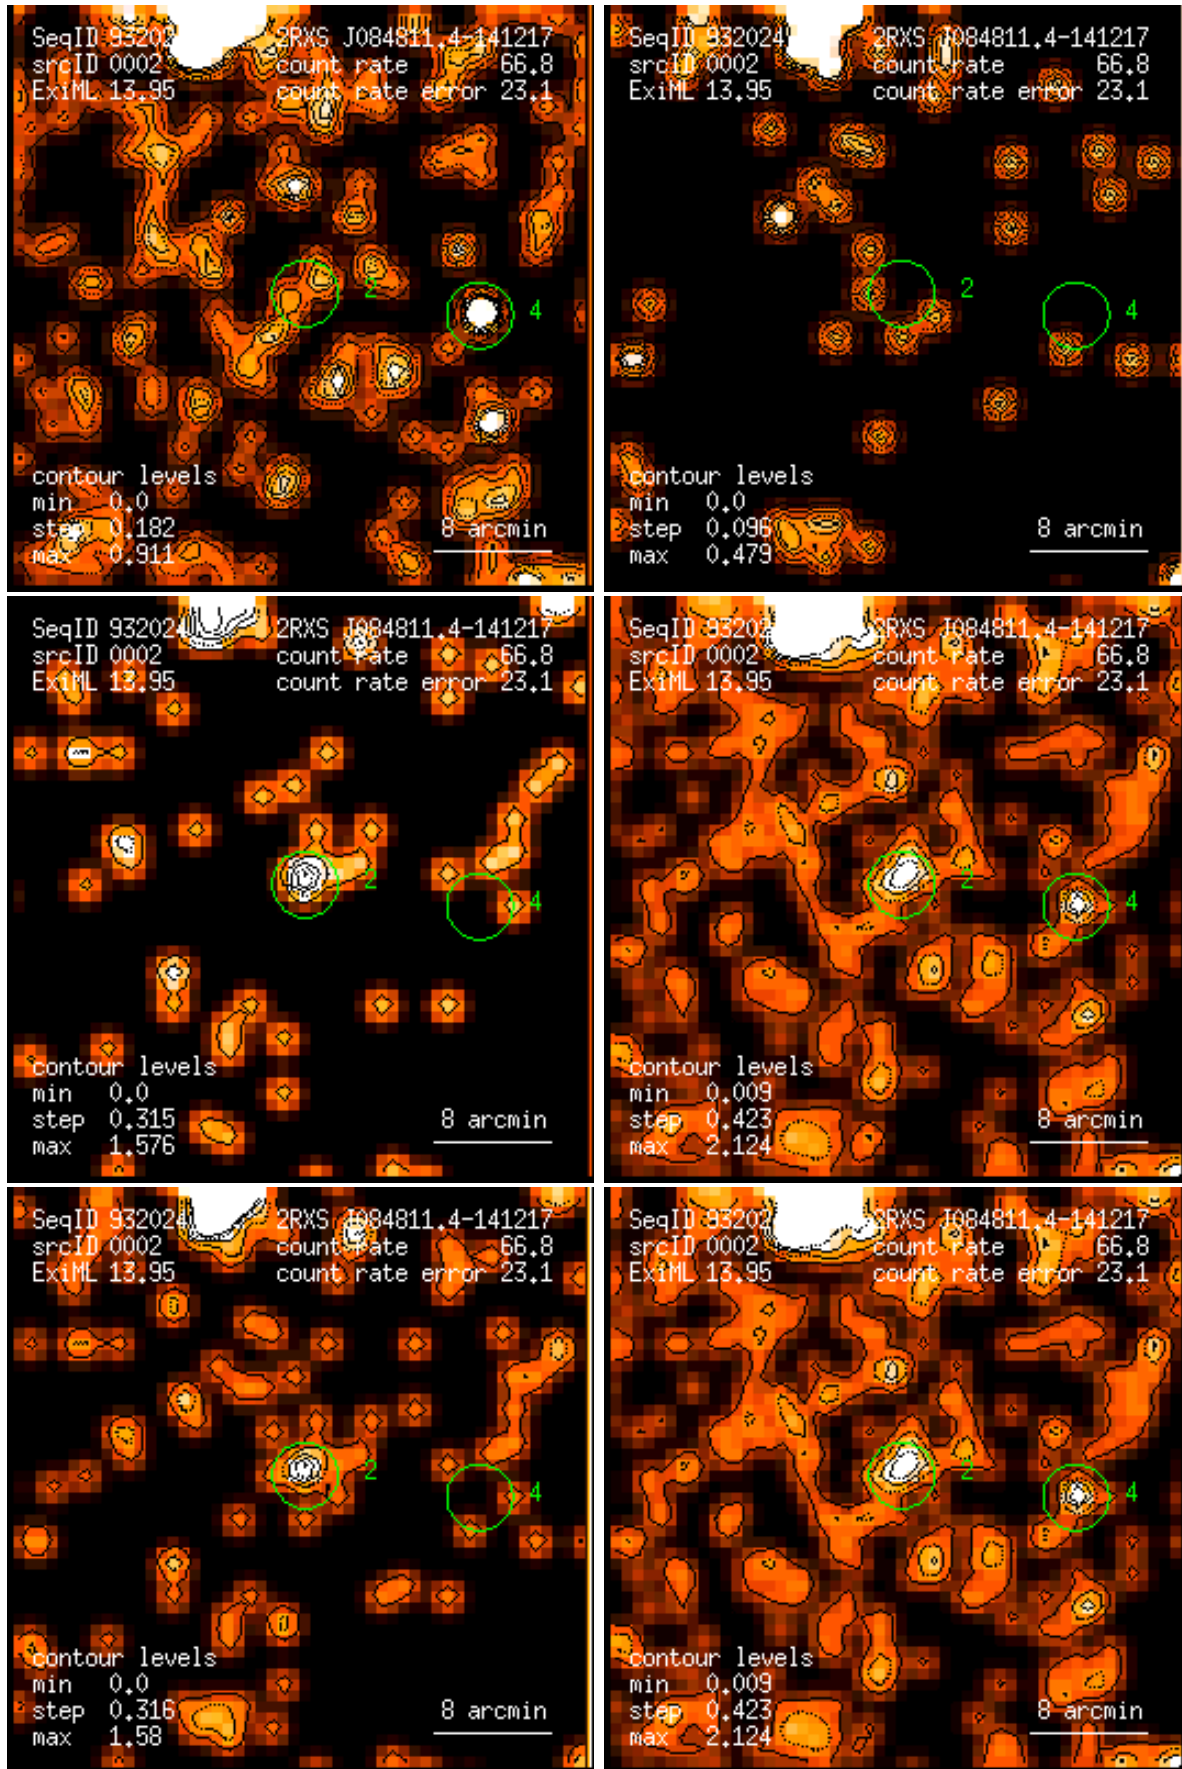 SeqID 93202 2RXS J084811.4-141217
srcID 0002 count rate 66.8
ExiML 13.95 count rate error 23.1
2
4
contour levels
min 0.0
step 0.182
max 0.911
8 arcmin
SeqID 932024 2RXS J084811.4-141217
srcID 0002 count rate 66.8
ExiML 13.95 count rate error 23.1
2
4
contour levels
min 0.0
step 0.096
max 0.479
8 arcmin
SeqID 932024 2RXS J084811.4-141217
srcID 0002 count rate 66.8
ExiML 13.95 count rate error 23.1
2
4
contour levels
min 0.0
step 0.315
max 1.576
8 arcmin
SeqID 93202 2RXS J084811.4-141217
srcID 0002 count rate 66.8
ExiML 13.95 count rate error 23.1
2
4
contour levels
min 0.009
step 0.423
max 2.124
8 arcmin
SeqID 932024 2RXS J084811.4-141217
srcID 0002 count rate 66.8
ExiML 13.95 count rate error 23.1
2
4
contour levels
min 0.0
step 0.316
max 1.58
8 arcmin
SeqID 93202 2RXS J084811.4-141217
srcID 0002 count rate 66.8
ExiML 13.95 count rate error 23.1
2
4
contour levels
min 0.009
step 0.423
max 2.124
8 arcmin